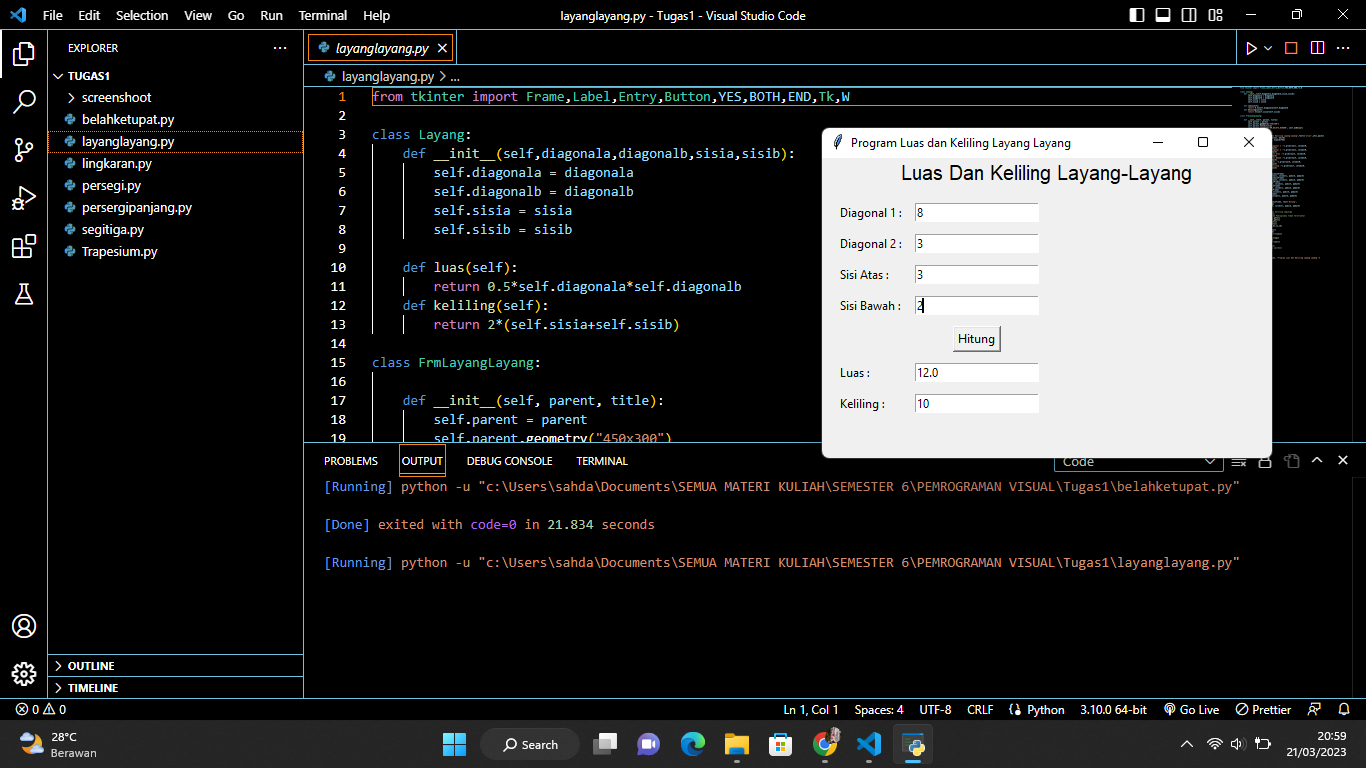 File Edit Selection View Go Run Terminal Help
layanglayang.py - Tugas1 - Visual Studio Code
EXPLORER
TUGAS1
screenshoot
belahketupat.py
layanglayang.py
lingkaran.py
persegi.py
persergipanjang.py
segitiga.py
Trapesium.py
OUTLINE
TIMELINE
layanglayang.py
layanglayang.py > ...
1 from tkinter import Frame,Label,Entry,Button,YES,BOTH,END,Tk,W
2
3 class Layang:
4 def __init__(self,diagonala,diagonalb,sisia,sisib):
5 self.diagonala = diagonala
6 self.diagonalb = diagonalb
7 self.sisia = sisia
8 self.sisib = sisib
9
10 def luas(self):
11 return 0.5*self.diagonala*self.diagonalb
12 def keliling(self):
13 return 2*(self.sisia+self.sisib)
14
15 class FrmLayangLayang:
16
17 def __init__(self, parent, title):
18 self.parent = parent
19 self.parent.geometry("450x300")
Program Luas dan Keliling Layang Layang
Luas Dan Keliling Layang-Layang
Diagonal 1 : 8
Diagonal 2 : 3
Sisi Atas : 3
Sisi Bawah : 2
Hitung
Luas : 12.0
Keliling : 10
PROBLEMS OUTPUT DEBUG CONSOLE TERMINAL
Code
[Running] python -u "c:\Users\sahda\Documents\SEMUA MATERI KULIAH\SEMESTER 6\PEMROGRAMAN VISUAL\Tugas1\belahketupat.py"
[Done] exited with code=0 in 21.834 seconds
[Running] python -u "c:\Users\sahda\Documents\SEMUA MATERI KULIAH\SEMESTER 6\PEMROGRAMAN VISUAL\Tugas1\layanglayang.py"
0 0
Ln 1, Col 1 Spaces: 4 UTF-8 CRLF Python 3.10.0 64-bit Go Live Prettier
28°C
Berawan
Search
20:59
21/03/2023